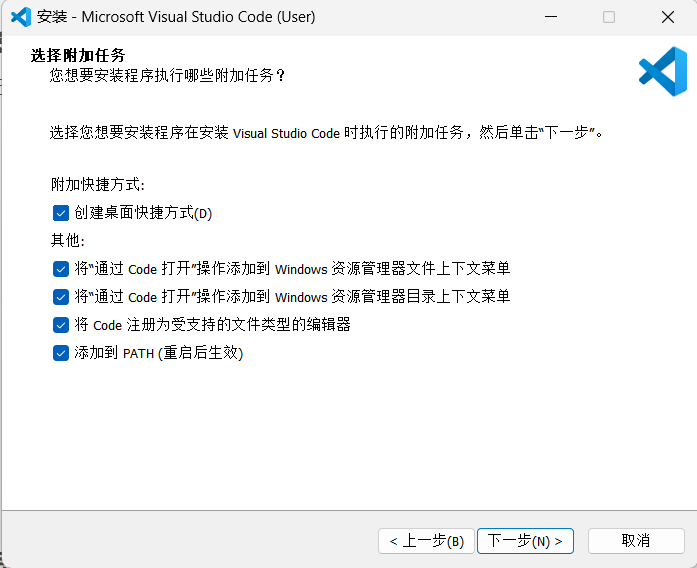 安装 - Microsoft Visual Studio Code (User)
选择附加任务
您想要安装程序执行哪些附加任务？
选择您想要安装程序在安装 Visual Studio Code 时执行的附加任务，然后单击“下一步”。
附加快捷方式:
创建桌面快捷方式(D)
其他:
将“通过 Code 打开”操作添加到 Windows 资源管理器文件上下文菜单
将“通过 Code 打开”操作添加到 Windows 资源管理器目录上下文菜单
将 Code 注册为受支持的文件类型的编辑器
添加到 PATH (重启后生效)
< 上一步(B) 下一步(N) > 取消